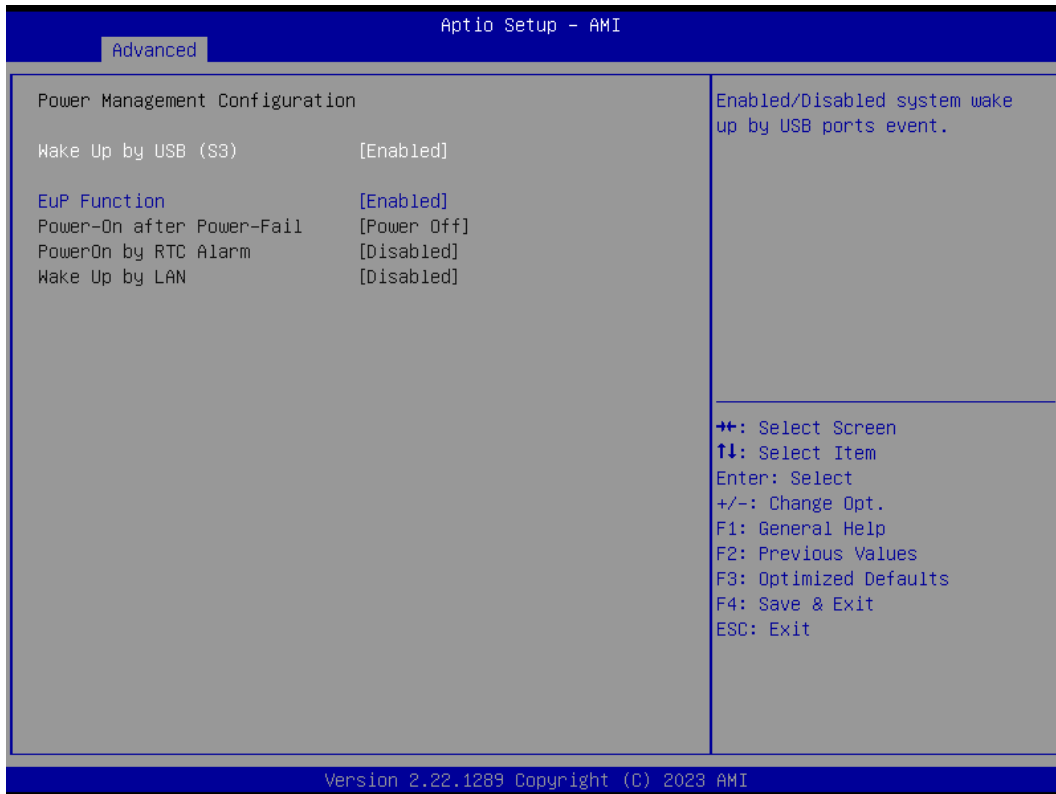 Aptio Setup – AMI
Advanced
Power Management Configuration
Wake Up by USB (S3) [Enabled]
EuP Function [Enabled]
Power-On after Power-Fail [Power Off]
PowerOn by RTC Alarm [Disabled]
Wake Up by LAN [Disabled]
Enabled/Disabled system wake
up by USB ports event.
→←: Select Screen
↑↓: Select Item
Enter: Select
+/-: Change Opt.
F1: General Help
F2: Previous Values
F3: Optimized Defaults
F4: Save & Exit
ESC: Exit
Version 2.22.1289 Copyright (C) 2023 AMI